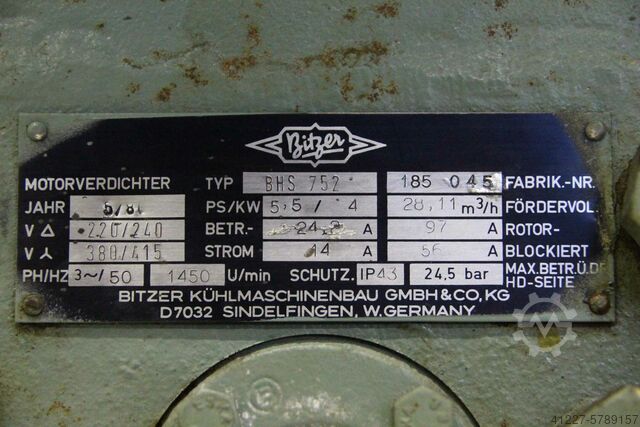 Bitzer
MOTORVERDICHTER TYP BHS 752 185 045 FABRIK.-NR.
JAHR PS/KW 5,5 / 4 28,11 m³/h FÖRDERVOL.
V △ 220/240 BETR.- 97 A ROTOR-
V ⅄ 380/415 STROM 14 A 56 A BLOCKIERT
PH/HZ 3~/50 1450 U/min SCHUTZ. IP43 24,5 bar MAX.BETR.Ü.D
HD-SEITE
BITZER KÜHLMASCHINENBAU GMBH & CO, KG
D7032 SINDELFINGEN, W.GERMANY
41227-5789157